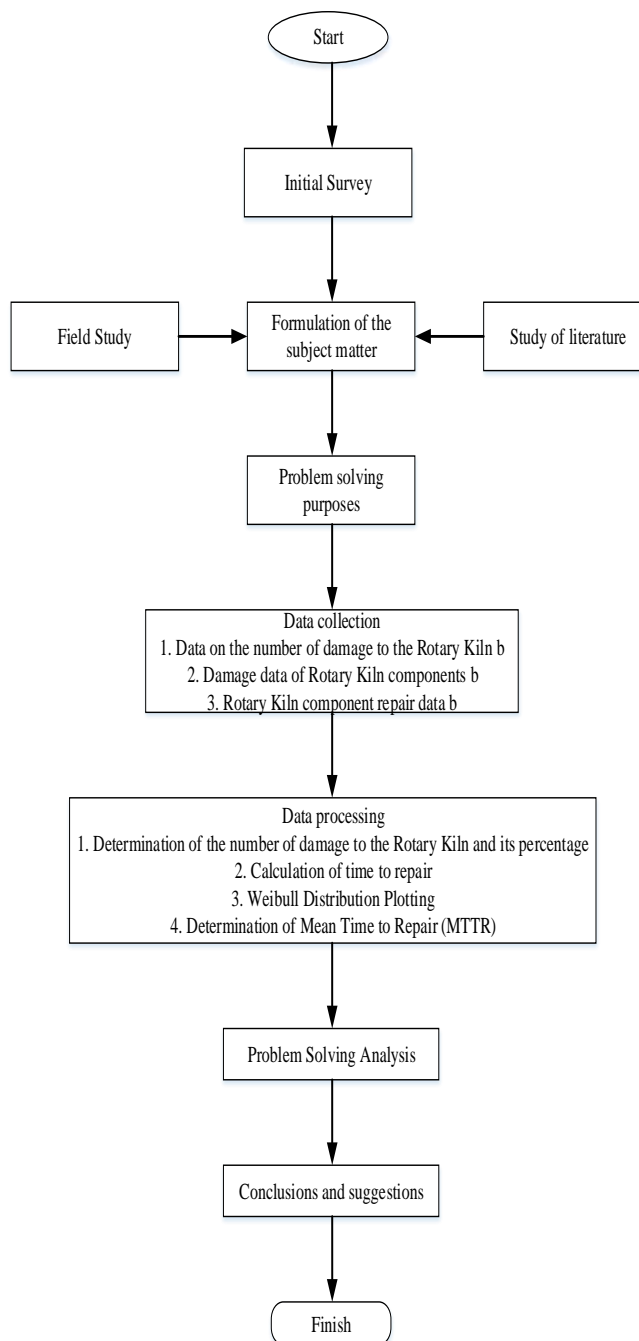 Start
Initial Survey
Field Study
Formulation of the
subject matter
Study of literature
Problem solving
purposes
Data collection
1. Data on the number of damage to the Rotary Kiln b
2. Damage data of Rotary Kiln components b
3. Rotary Kiln component repair data b
Data processing
1. Determination of the number of damage to the Rotary Kiln and its percentage
2. Calculation of time to repair
3. Weibull Distribution Plotting
4. Determination of Mean Time to Repair (MTTR)
Problem Solving Analysis
Conclusions and suggestions
Finish